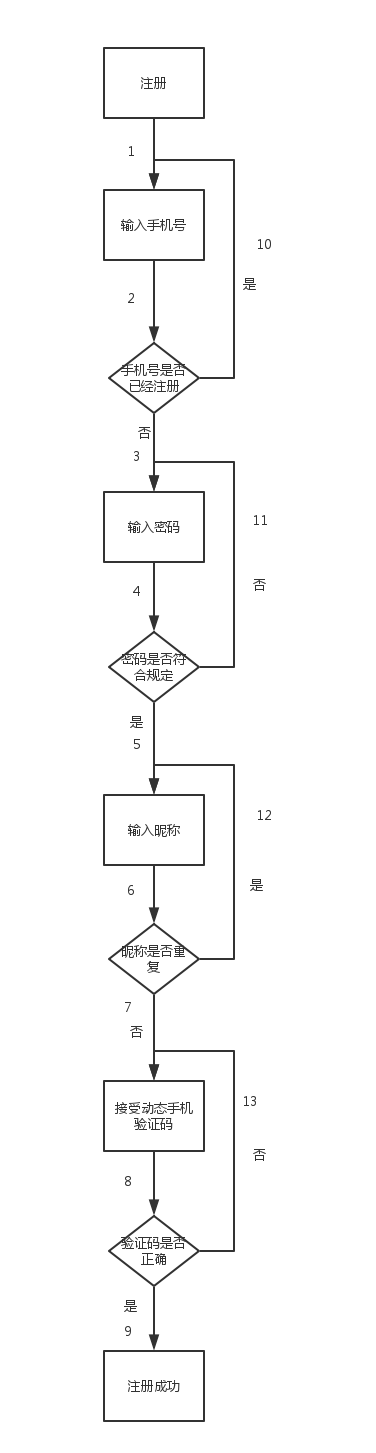 注册
1
输入手机号
10
是
2
手机号是否
已经注册
否
3
输入密码
11
否
4
密码是否符
合规定
是
5
输入昵称
12
是
6
昵称是否重
复
7
否
接受动态手机
验证码
13
否
8
验证码是否
正确
是
9
注册成功